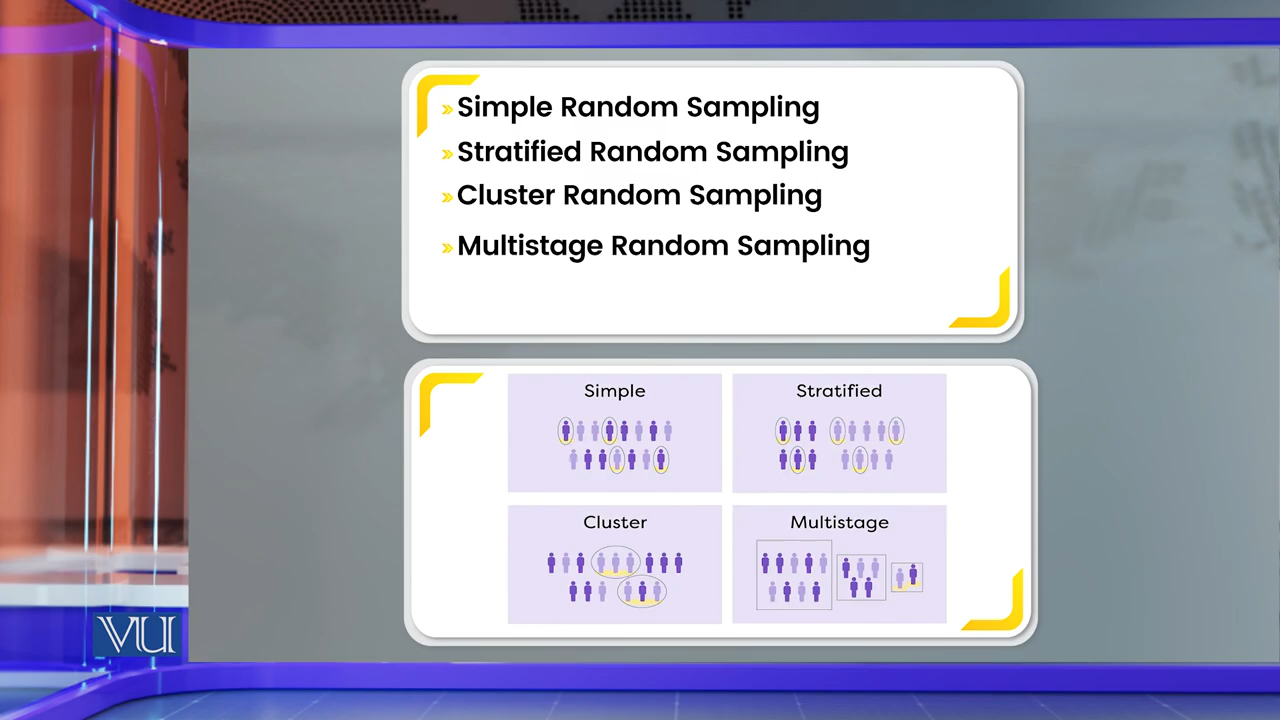 » Simple Random Sampling
» Stratified Random Sampling
» Cluster Random Sampling
» Multistage Random Sampling
Simple
Stratified
Cluster
Multistage
VU